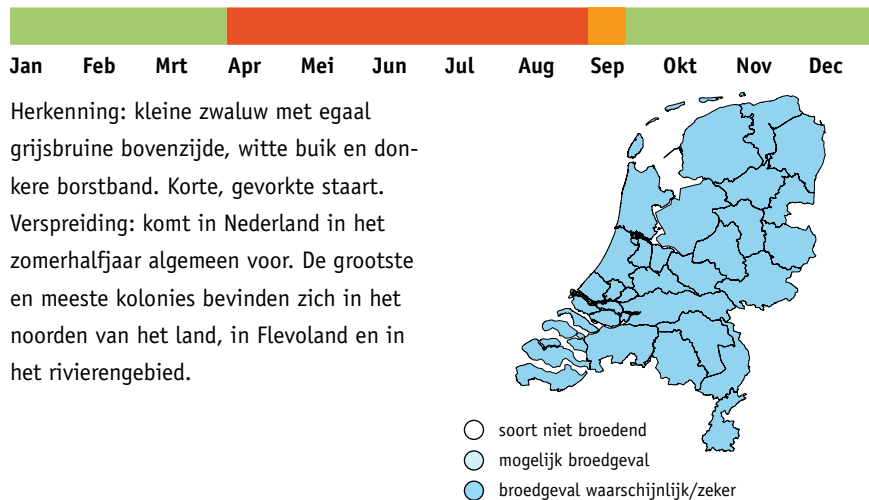 Jan Feb Mrt Apr Mei Jun Jul Aug Sep Okt Nov Dec
Herkenning: kleine zwaluw met egaal
grijsbruine bovenzijde, witte buik en don-
kere borstband. Korte, gevorkte staart.
Verspreiding: komt in Nederland in het
zomerhalfjaar algemeen voor. De grootste
en meeste kolonies bevinden zich in het
noorden van het land, in Flevoland en in
het rivierengebied.
soort niet broedend
mogelijk broedgeval
broedgeval waarschijnlijk/zeker